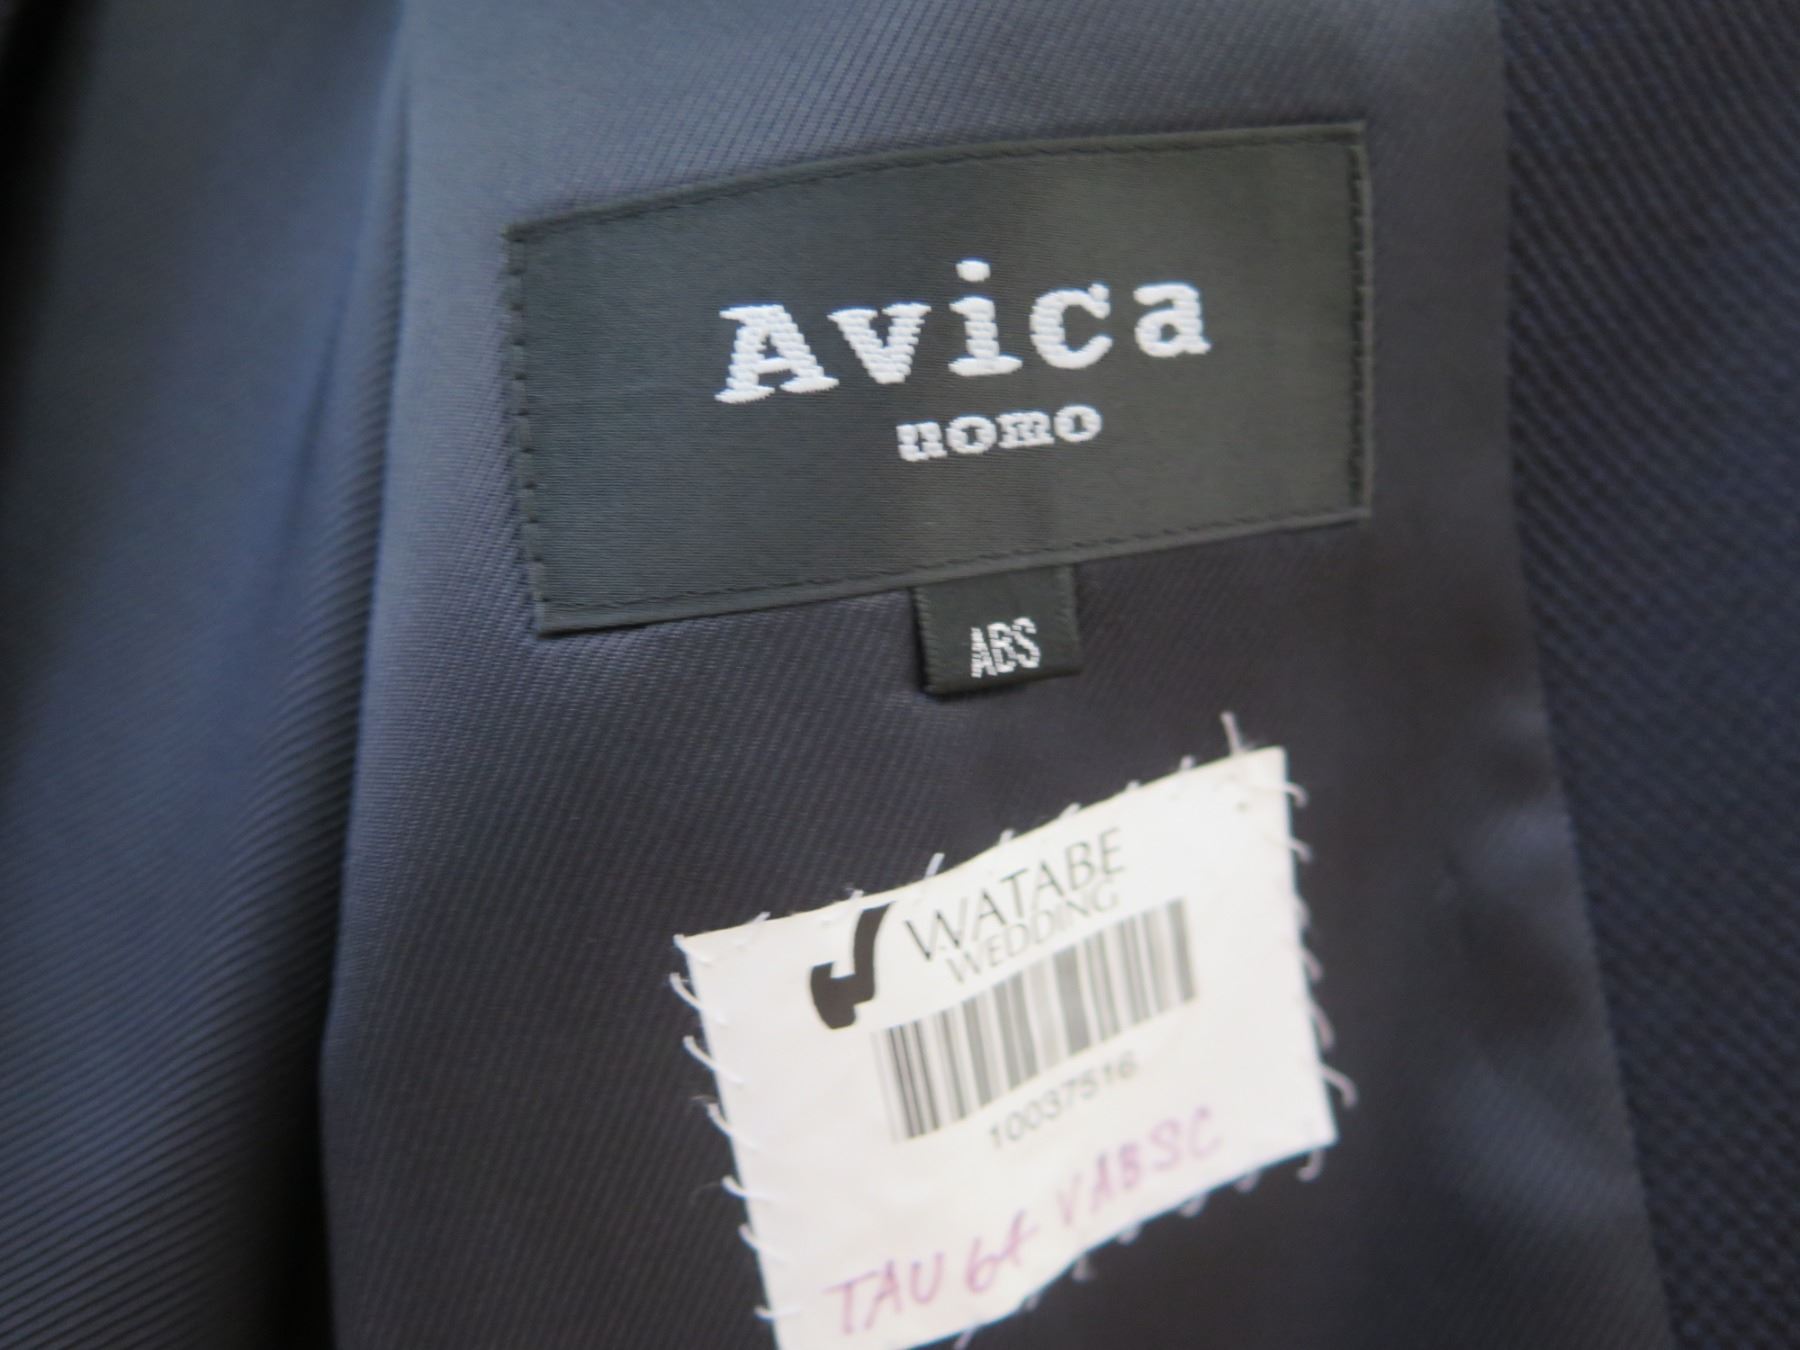 Avica
uomo
ABS
WATABE
WEDDING
10037516
TAU 64 VABSC